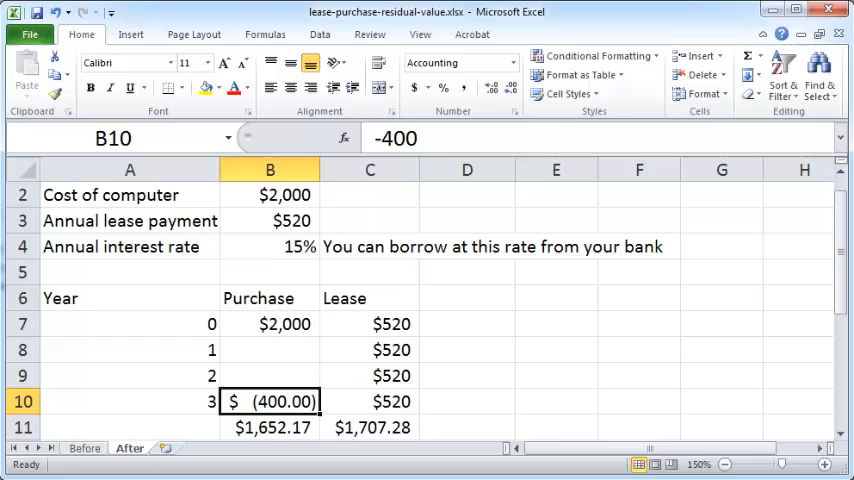 lease-purchase-residual-value.xlsx - Microsoft Excel
File Home Insert Page Layout Formulas Data Review View Acrobat
Paste
Calibri 11 A A
B I U A
Accounting
$ % ,
Conditional Formatting
Format as Table
Cell Styles
Insert
Delete
Format
Σ
Sort & Filter
Find & Select
Clipboard Font Alignment Number Styles Cells Editing
B10 fx -400
A B C D E F G H
2 Cost of computer $2,000
3 Annual lease payment $520
4 Annual interest rate 15% You can borrow at this rate from your bank
5
6 Year Purchase Lease
7 0 $2,000 $520
8 1 $520
9 2 $520
10 3 $ (400.00) $520
11 $1,652.17 $1,707.28
Before After
Ready 150%